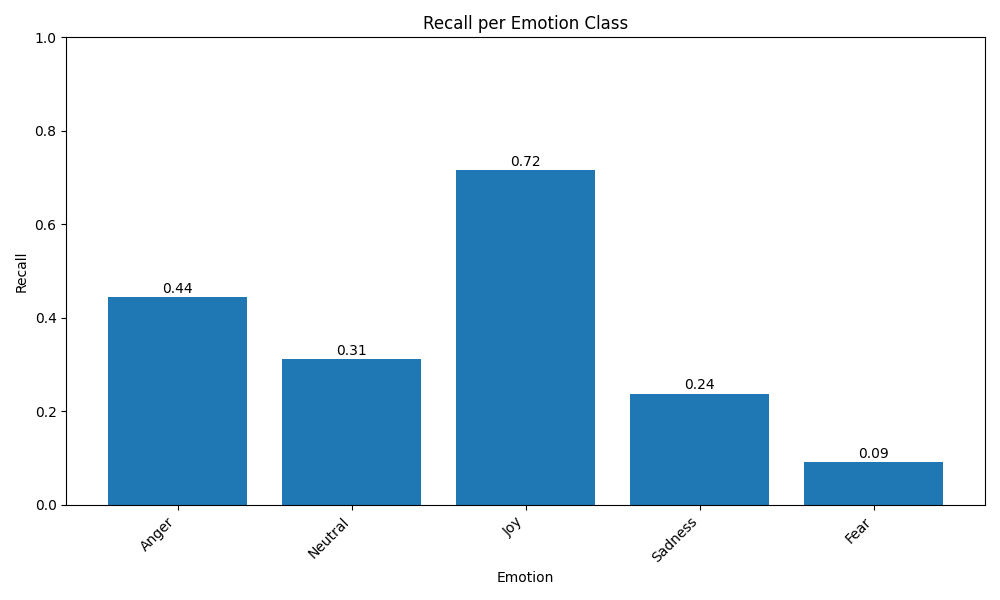 Recall per Emotion Class
1.0
0.8
0.6
0.4
0.2
0.0
Recall
0.44
0.31
0.72
0.24
0.09
Anger
Neutral
Joy
Sadness
Fear
Emotion